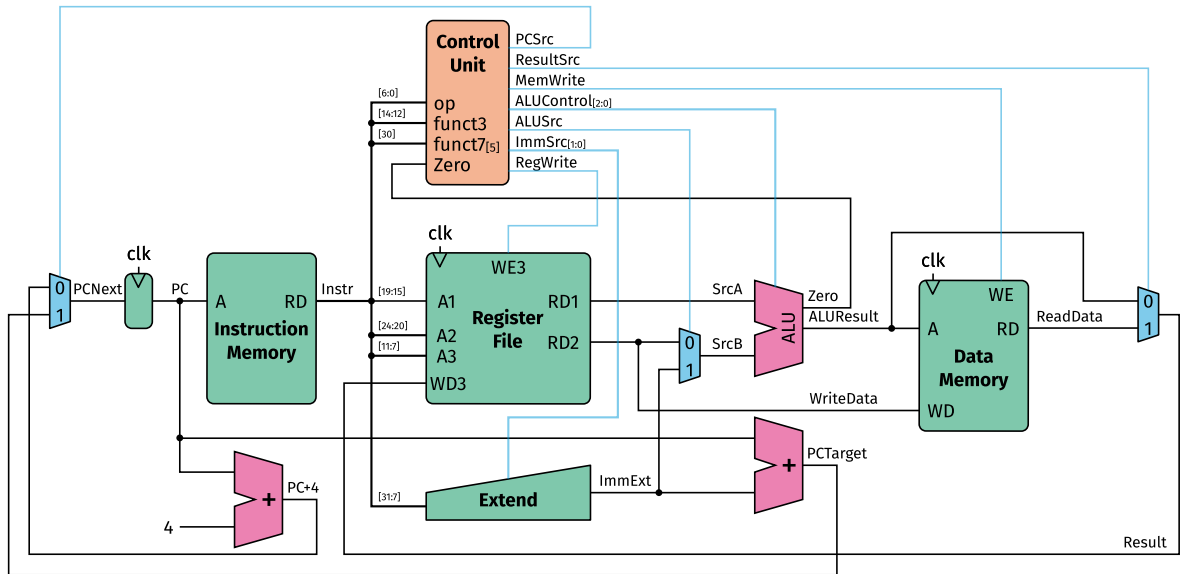 Control
Unit
op
funct3
funct7[5]
Zero
[6:0]
[14:12]
[30]
PCSrc
ResultSrc
MemWrite
ALUControl[2:0]
ALUSrc
ImmSrc[1:0]
RegWrite
0
1
PCNext
clk
PC
A
RD
Instruction
Memory
Instr
[19:15]
[24:20]
[11:7]
[31:7]
clk
WE3
A1
A2
A3
WD3
RD1
RD2
Register
File
0
1
SrcA
SrcB
ALU
Zero
ALUResult
clk
WE
A
RD
Data
Memory
WD
WriteData
ReadData
0
1
4
+
PC+4
Extend
ImmExt
+
PCTarget
Result